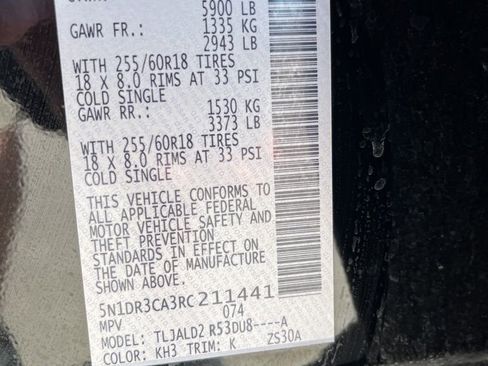 5900 LB
GAWR FR.: 1335 KG
2943 LB
WITH 255/60R18 TIRES
18 X 8.0 RIMS AT 33 PSI
COLD SINGLE
GAWR RR.: 1530 KG
3373 LB
WITH 255/60R18 TIRES
18 X 8.0 RIMS AT 33 PSI
COLD SINGLE
THIS VEHICLE CONFORMS TO
ALL APPLICABLE FEDERAL
MOTOR VEHICLE SAFETY AND
THEFT PREVENTION
STANDARDS IN EFFECT ON
THE DATE OF MANUFACTURE
SHOWN ABOVE.
5N1DR3CA3RC211441
MPV 074
MODEL: TLJALD2 R53DU8----A
COLOR: KH3 TRIM: K ZS30A